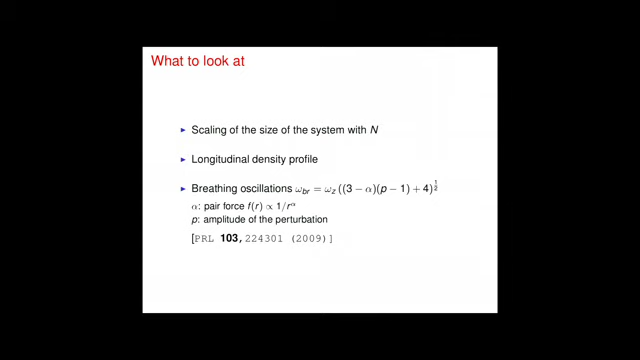 What to look at
▶ Scaling of the size of the system with N
▶ Longitudinal density profile
▶ Breathing oscillations ω_br = ω_z ((3 − α)(p − 1) + 4)^{1/2}
α: pair force f(r) ∝ 1/r^α
p: amplitude of the perturbation
[PRL 103, 224301 (2009)]